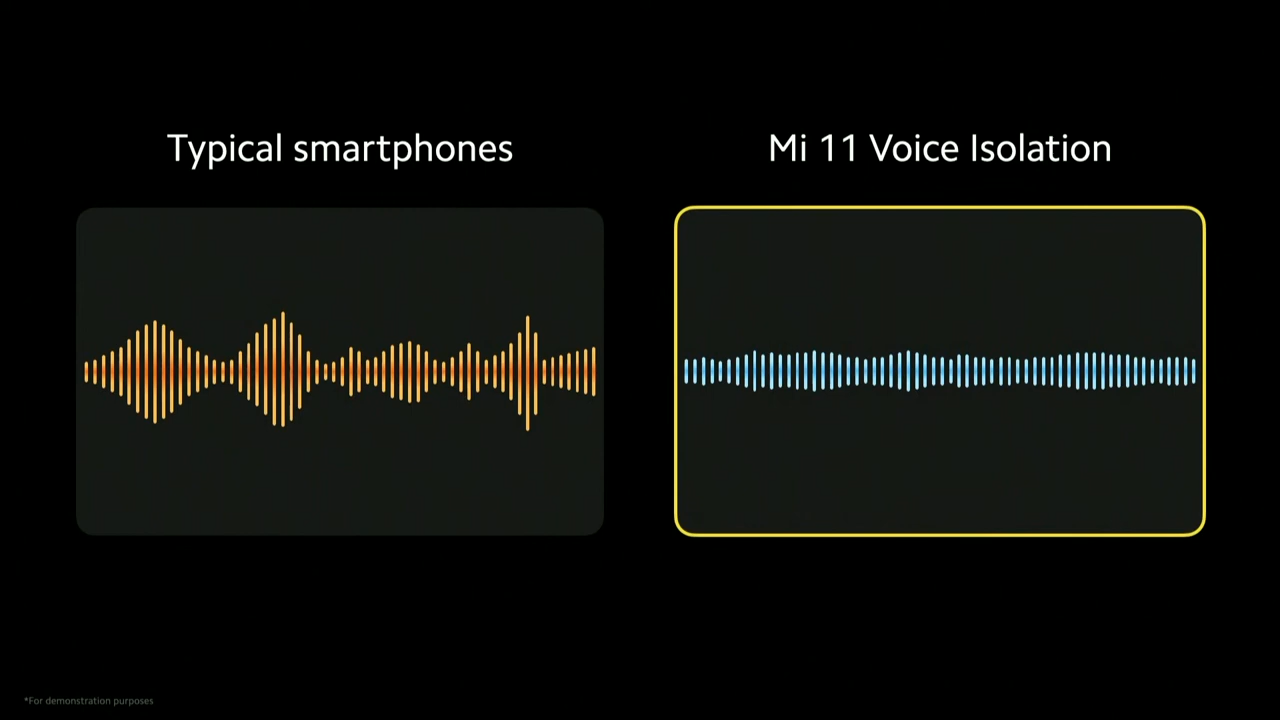 Typical smartphones
Mi 11 Voice Isolation
*For demonstration purposes